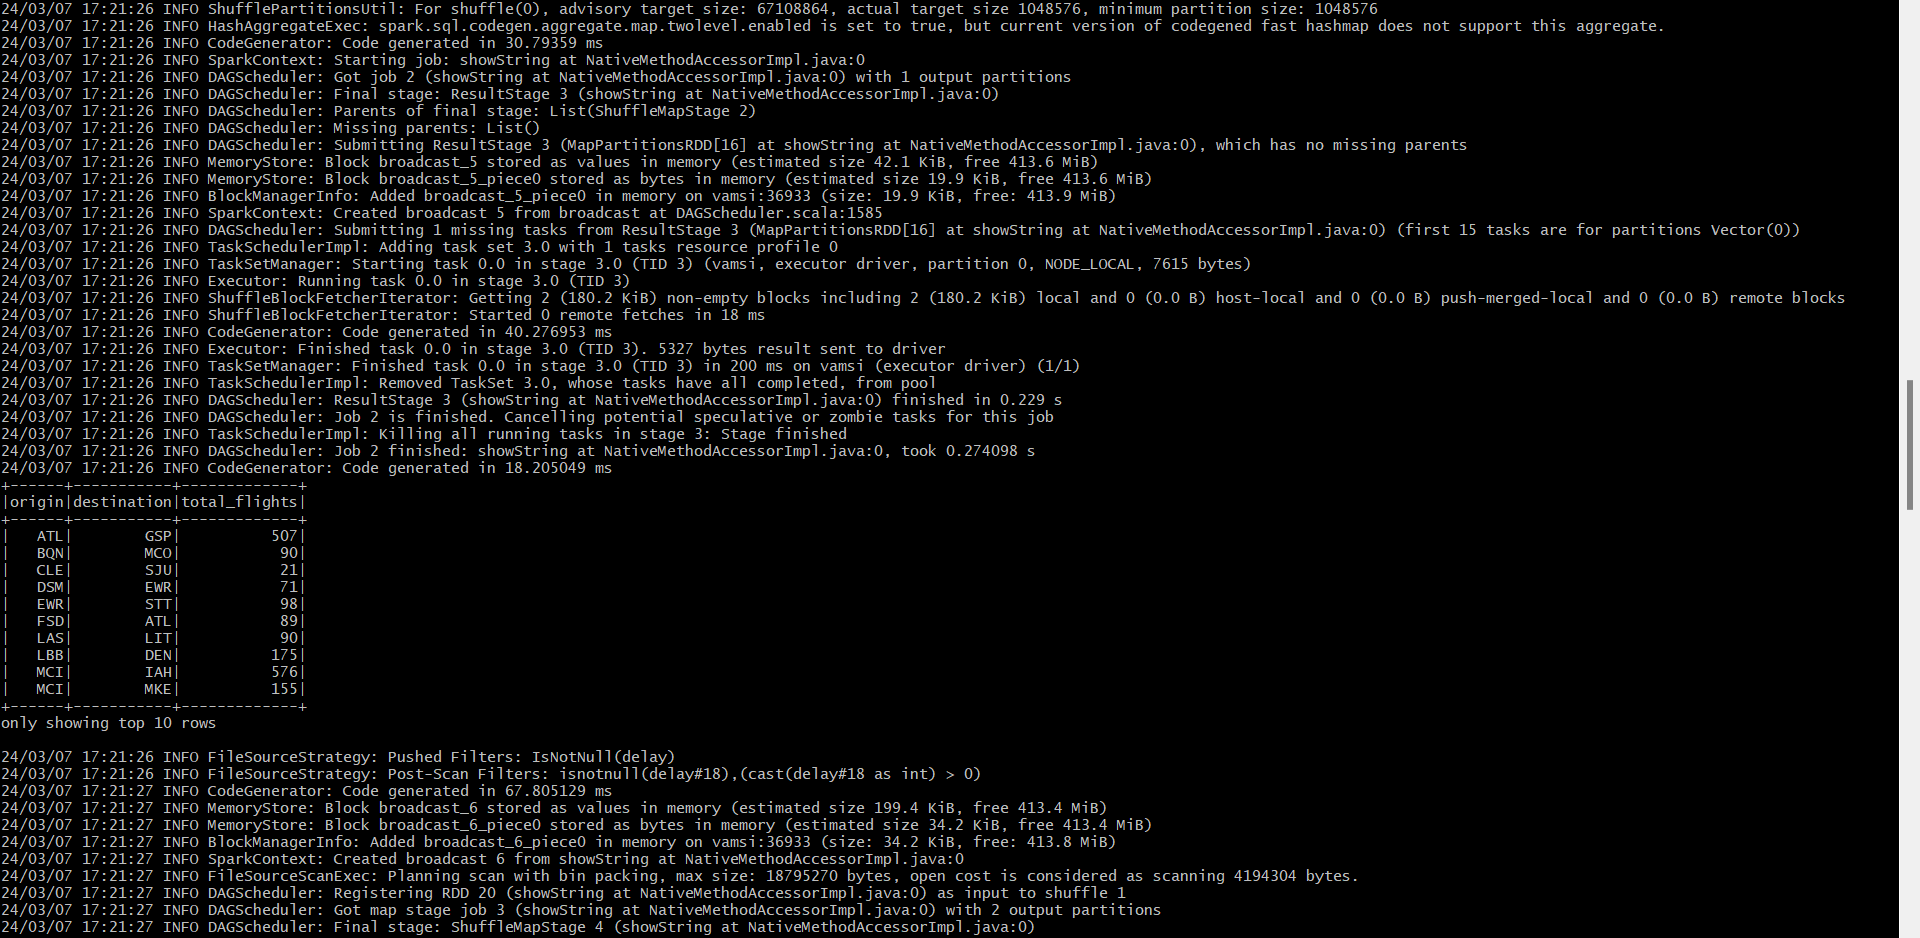 24/03/07 17:21:26 INFO ShufflePartitionsUtil: For shuffle(0), advisory target size: 67108864, actual target size 1048576, minimum partition size: 1048576
24/03/07 17:21:26 INFO HashAggregateExec: spark.sql.codegen.aggregate.map.twolevel.enabled is set to true, but current version of codegened fast hashmap does not support this aggregate.
24/03/07 17:21:26 INFO CodeGenerator: Code generated in 30.79359 ms
24/03/07 17:21:26 INFO SparkContext: Starting job: showString at NativeMethodAccessorImpl.java:0
24/03/07 17:21:26 INFO DAGScheduler: Got job 2 (showString at NativeMethodAccessorImpl.java:0) with 1 output partitions
24/03/07 17:21:26 INFO DAGScheduler: Final stage: ResultStage 3 (showString at NativeMethodAccessorImpl.java:0)
24/03/07 17:21:26 INFO DAGScheduler: Parents of final stage: List(ShuffleMapStage 2)
24/03/07 17:21:26 INFO DAGScheduler: Missing parents: List()
24/03/07 17:21:26 INFO DAGScheduler: Submitting ResultStage 3 (MapPartitionsRDD[16] at showString at NativeMethodAccessorImpl.java:0), which has no missing parents
24/03/07 17:21:26 INFO MemoryStore: Block broadcast_5 stored as values in memory (estimated size 42.1 KiB, free 413.6 MiB)
24/03/07 17:21:26 INFO MemoryStore: Block broadcast_5_piece0 stored as bytes in memory (estimated size 19.9 KiB, free 413.6 MiB)
24/03/07 17:21:26 INFO BlockManagerInfo: Added broadcast_5_piece0 in memory on vamsi:36933 (size: 19.9 KiB, free: 413.9 MiB)
24/03/07 17:21:26 INFO SparkContext: Created broadcast 5 from broadcast at DAGScheduler.scala:1585
24/03/07 17:21:26 INFO DAGScheduler: Submitting 1 missing tasks from ResultStage 3 (MapPartitionsRDD[16] at showString at NativeMethodAccessorImpl.java:0) (first 15 tasks are for partitions Vector(0))
24/03/07 17:21:26 INFO TaskSchedulerImpl: Adding task set 3.0 with 1 tasks resource profile 0
24/03/07 17:21:26 INFO TaskSetManager: Starting task 0.0 in stage 3.0 (TID 3) (vamsi, executor driver, partition 0, NODE_LOCAL, 7615 bytes)
24/03/07 17:21:26 INFO Executor: Running task 0.0 in stage 3.0 (TID 3)
24/03/07 17:21:26 INFO ShuffleBlockFetcherIterator: Getting 2 (180.2 KiB) non-empty blocks including 2 (180.2 KiB) local and 0 (0.0 B) host-local and 0 (0.0 B) push-merged-local and 0 (0.0 B) remote blocks
24/03/07 17:21:26 INFO ShuffleBlockFetcherIterator: Started 0 remote fetches in 18 ms
24/03/07 17:21:26 INFO CodeGenerator: Code generated in 40.276953 ms
24/03/07 17:21:26 INFO Executor: Finished task 0.0 in stage 3.0 (TID 3). 5327 bytes result sent to driver
24/03/07 17:21:26 INFO TaskSetManager: Finished task 0.0 in stage 3.0 (TID 3) in 200 ms on vamsi (executor driver) (1/1)
24/03/07 17:21:26 INFO TaskSchedulerImpl: Removed TaskSet 3.0, whose tasks have all completed, from pool
24/03/07 17:21:26 INFO DAGScheduler: ResultStage 3 (showString at NativeMethodAccessorImpl.java:0) finished in 0.229 s
24/03/07 17:21:26 INFO DAGScheduler: Job 2 is finished. Cancelling potential speculative or zombie tasks for this job
24/03/07 17:21:26 INFO TaskSchedulerImpl: Killing all running tasks in stage 3: Stage finished
24/03/07 17:21:26 INFO DAGScheduler: Job 2 finished: showString at NativeMethodAccessorImpl.java:0, took 0.274098 s
24/03/07 17:21:26 INFO CodeGenerator: Code generated in 18.205049 ms
+------+-----------+-------------+
|origin|destination|total_flights|
+------+-----------+-------------+
|   ATL|        GSP|          507|
|   BQN|        MCO|           90|
|   CLE|        SJU|           21|
|   DSM|        EWR|           71|
|   EWR|        STT|           98|
|   FSD|        ATL|           89|
|   LAS|        LIT|           90|
|   LBB|        DEN|          175|
|   MCI|        IAH|          576|
|   MCI|        MKE|          155|
+------+-----------+-------------+
only showing top 10 rows

24/03/07 17:21:26 INFO FileSourceStrategy: Pushed Filters: IsNotNull(delay)
24/03/07 17:21:26 INFO FileSourceStrategy: Post-Scan Filters: isnotnull(delay#18),(cast(delay#18 as int) > 0)
24/03/07 17:21:27 INFO CodeGenerator: Code generated in 67.805129 ms
24/03/07 17:21:27 INFO MemoryStore: Block broadcast_6 stored as values in memory (estimated size 199.4 KiB, free 413.4 MiB)
24/03/07 17:21:27 INFO MemoryStore: Block broadcast_6_piece0 stored as bytes in memory (estimated size 34.2 KiB, free 413.4 MiB)
24/03/07 17:21:27 INFO BlockManagerInfo: Added broadcast_6_piece0 in memory on vamsi:36933 (size: 34.2 KiB, free: 413.8 MiB)
24/03/07 17:21:27 INFO SparkContext: Created broadcast 6 from showString at NativeMethodAccessorImpl.java:0
24/03/07 17:21:27 INFO FileSourceScanExec: Planning scan with bin packing, max size: 18795270 bytes, open cost is considered as scanning 4194304 bytes.
24/03/07 17:21:27 INFO DAGScheduler: Registering RDD 20 (showString at NativeMethodAccessorImpl.java:0) as input to shuffle 1
24/03/07 17:21:27 INFO DAGScheduler: Got map stage job 3 (showString at NativeMethodAccessorImpl.java:0) with 2 output partitions
24/03/07 17:21:27 INFO DAGScheduler: Final stage: ShuffleMapStage 4 (showString at NativeMethodAccessorImpl.java:0)